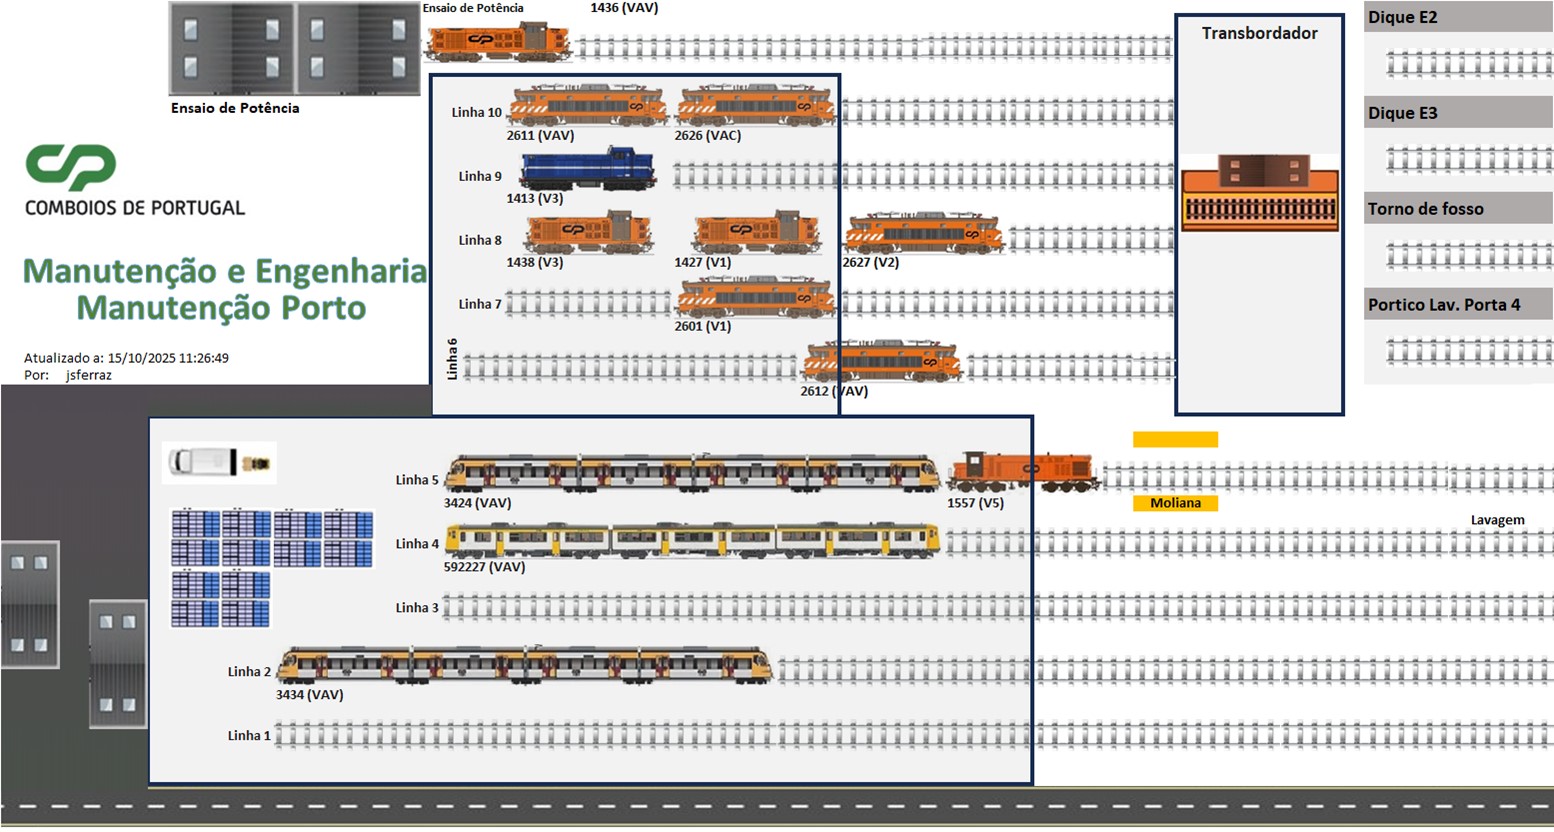 Ensaio de Potência
1436 (VAV)
Ensaio de Potência
CP
COMBOIOS DE PORTUGAL
Manutenção e Engenharia
Manutenção Porto
Atualizado a: 15/10/2025 11:26:49
Por: jsferraz
Linha 10
2611 (VAV)
2626 (VAC)
Linha 9
1413 (V3)
Linha 8
1438 (V3)
1427 (V1)
2627 (V2)
Linha 7
2601 (V1)
Linha 6
2612 (VAV)
Transbordador
Dique E2
Dique E3
Torno de fosso
Portico Lav. Porta 4
Linha 5
3424 (VAV)
1557 (V5)
Moliana
Lavagem
Linha 4
592227 (VAV)
Linha 3
Linha 2
3434 (VAV)
Linha 1